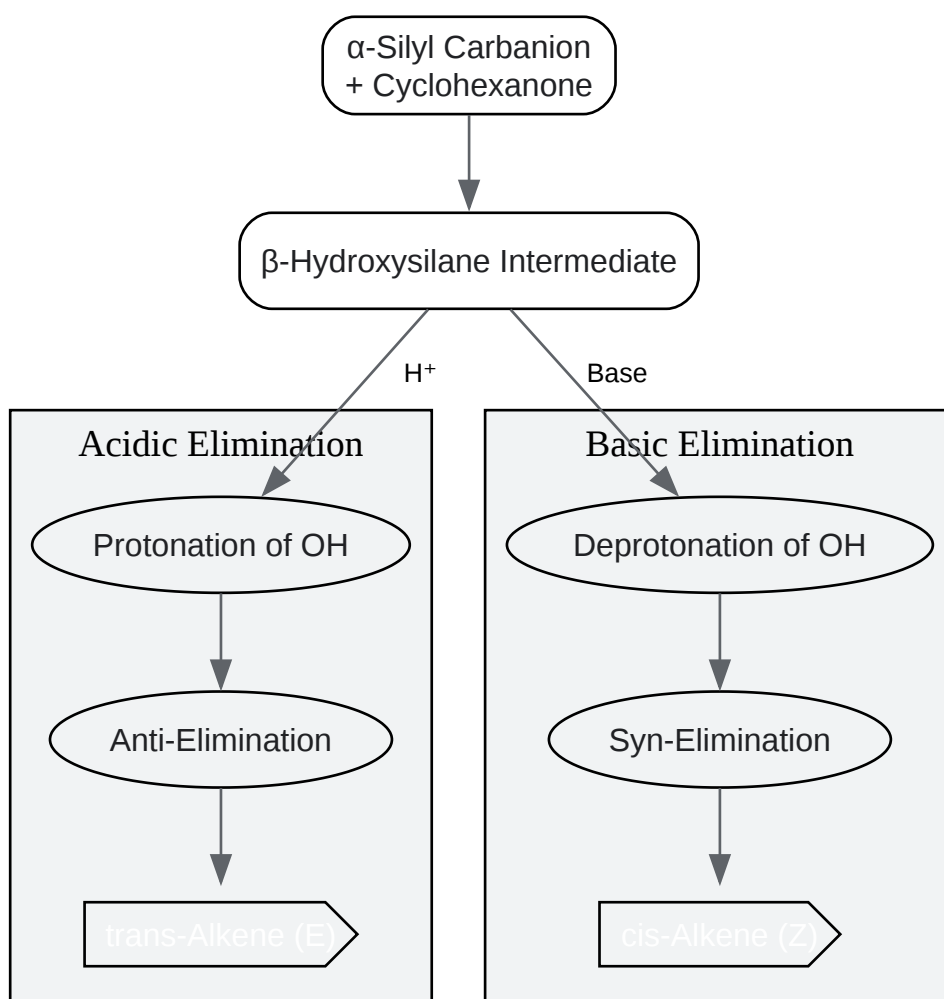 α-Silyl Carbanion
+ Cyclohexanone
β-Hydroxysilane Intermediate
H⁺
Base
Acidic Elimination
Basic Elimination
Protonation of OH
Deprotonation of OH
Anti-Elimination
Syn-Elimination
trans-Alkene (E)
cis-Alkene (Z)